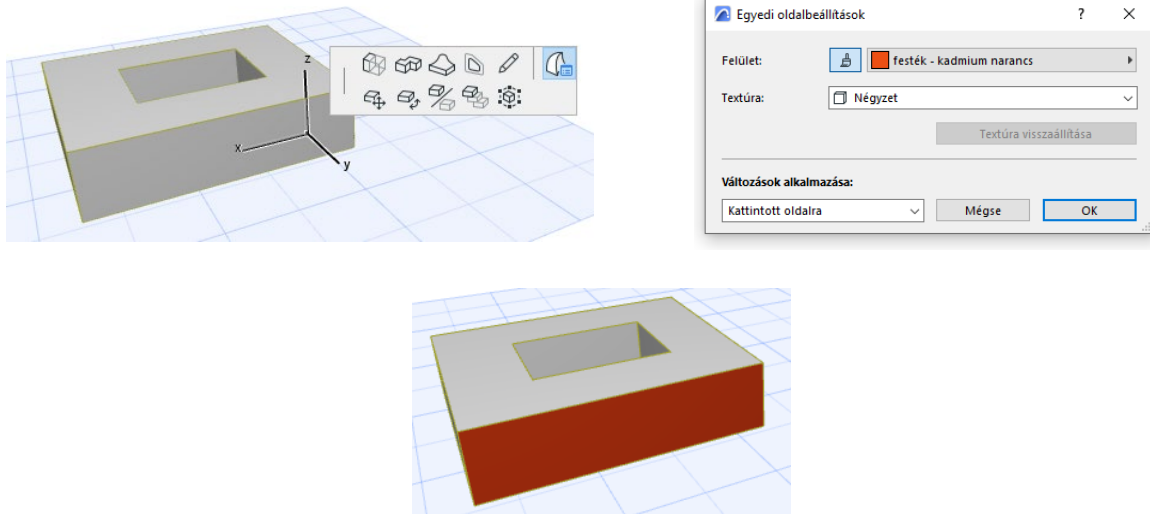 z
x
y
Egyedi oldalbeállítások
?
Felület:
festék - kadmium narancs
Textúra:
Négyzet
Textúra visszaállítása
Változások alkalmazása:
Kattintott oldalra
Mégse
OK